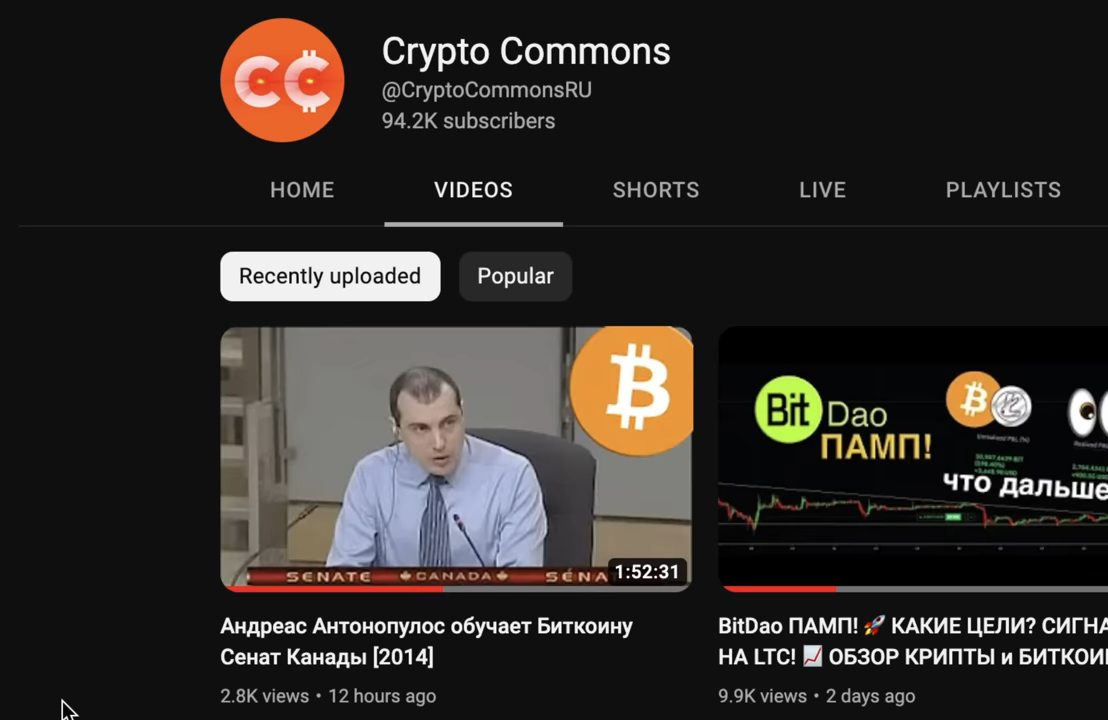 CC
Crypto Commons
@CryptoCommonsRU
94.2K subscribers
HOME VIDEOS SHORTS LIVE PLAYLISTS
Recently uploaded Popular
SENATE CANADA SÉNA
1:52:31
Bit Dao
ПАМП!
что дальше
Андреас Антонопулос обучает Биткоину
Сенат Канады [2014]
2.8K views • 12 hours ago
BitDao ПАМП! 🚀 КАКИЕ ЦЕЛИ? СИГНА
НА LTC! 📈 ОБЗОР КРИПТЫ и БИТКОИ
9.9K views • 2 days ago